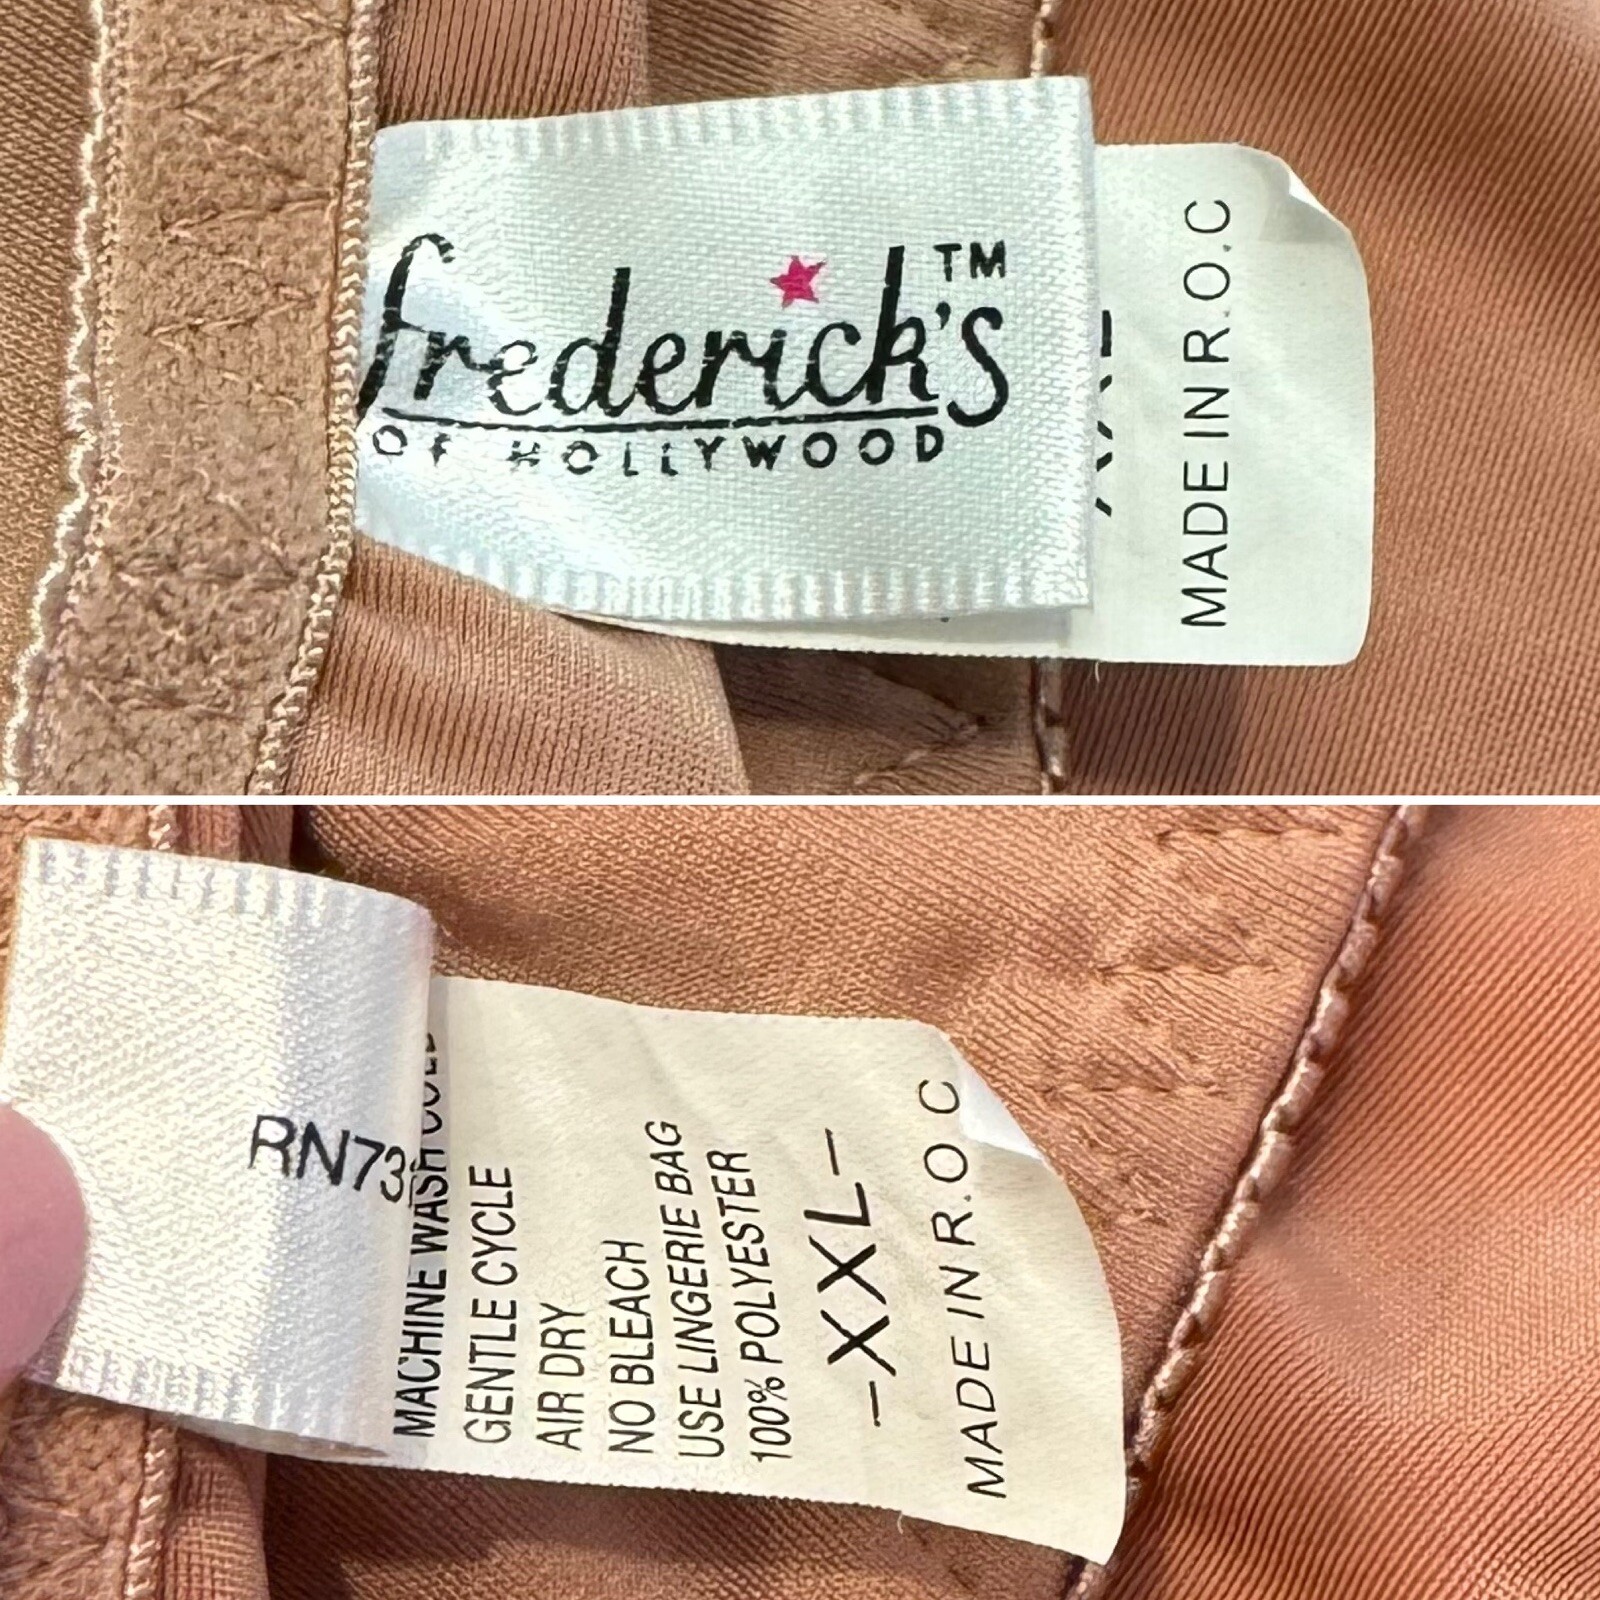 frederick's TM
OF HOLLYWOOD
MADE IN R.O.C
RN73
MACHINE WASH COLD
GENTLE CYCLE
AIR DRY
NO BLEACH
USE LINGERIE BAG
100% POLYESTER
-XXL-
MADE IN R.O.C